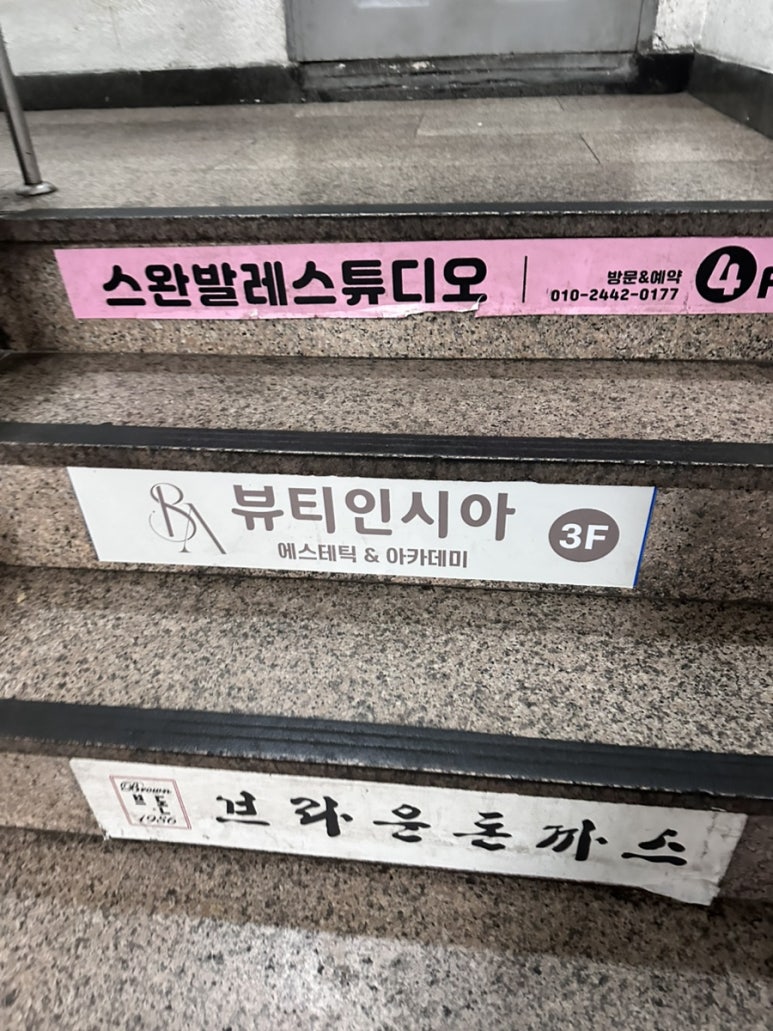 스완발레스튜디오
방문&예약
010-2442-0177
4F
BA
뷰티인시아
에스테틱 & 아카데미
3F
Brown
브돈
1986
브라운돈까스